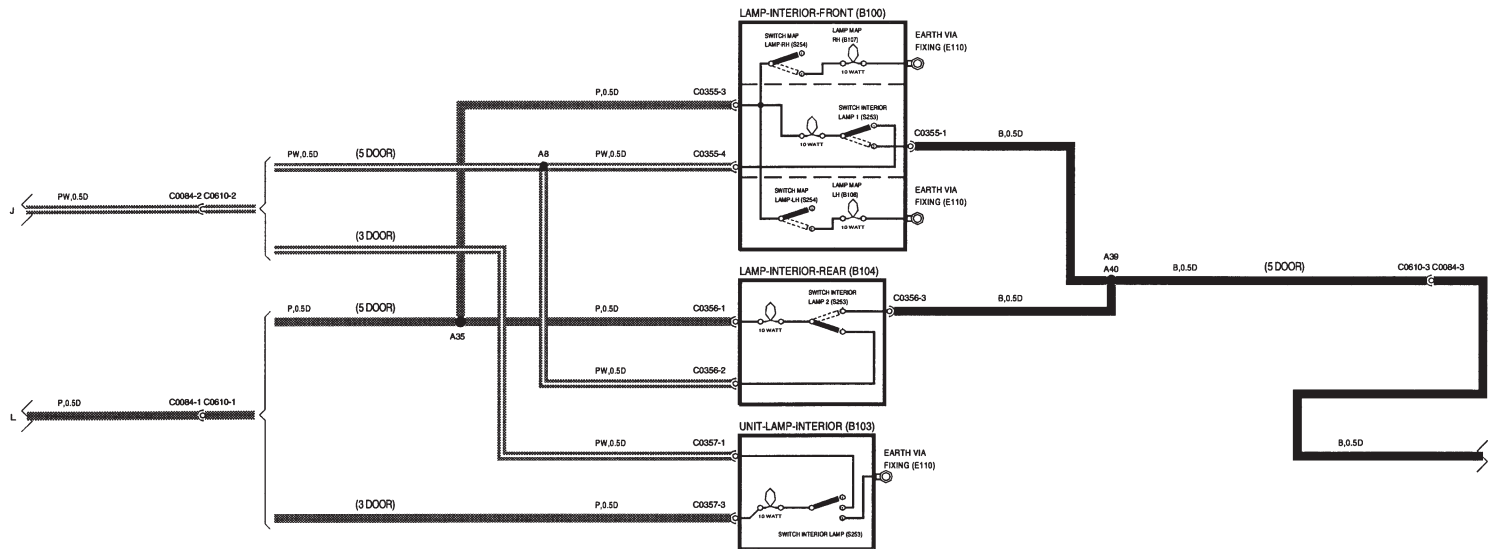 LAMP-INTERIOR-FRONT (B100)
SWITCH MAP
LAMP-RH (S254)
LAMP MAP
RH (B107)
10 WATT
EARTH VIA
FIXING (E110)
P,0.5D
C0355-3
SWITCH INTERIOR
LAMP 1 (S253)
10 WATT
C0355-1
B,0.5D
PW,0.5D
(5 DOOR)
A8
PW,0.5D
C0355-4
SWITCH MAP
LAMP-LH (S254)
LAMP MAP
LH (B108)
10 WATT
EARTH VIA
FIXING (E110)
J
PW,0.5D
C0084-2 C0610-2
(3 DOOR)
LAMP-INTERIOR-REAR (B104)
A39
A40
B,0.5D
(5 DOOR)
C0610-3 C0084-3
P,0.5D
(5 DOOR)
A35
P,0.5D
C0356-1
SWITCH INTERIOR
LAMP 2 (S253)
10 WATT
C0356-3
B,0.5D
PW,0.5D
C0356-2
L
P,0.5D
C0084-1 C0610-1
UNIT-LAMP-INTERIOR (B103)
PW,0.5D
C0357-1
EARTH VIA
FIXING (E110)
B,0.5D
(3 DOOR)
P,0.5D
C0357-3
10 WATT
SWITCH INTERIOR LAMP (S253)